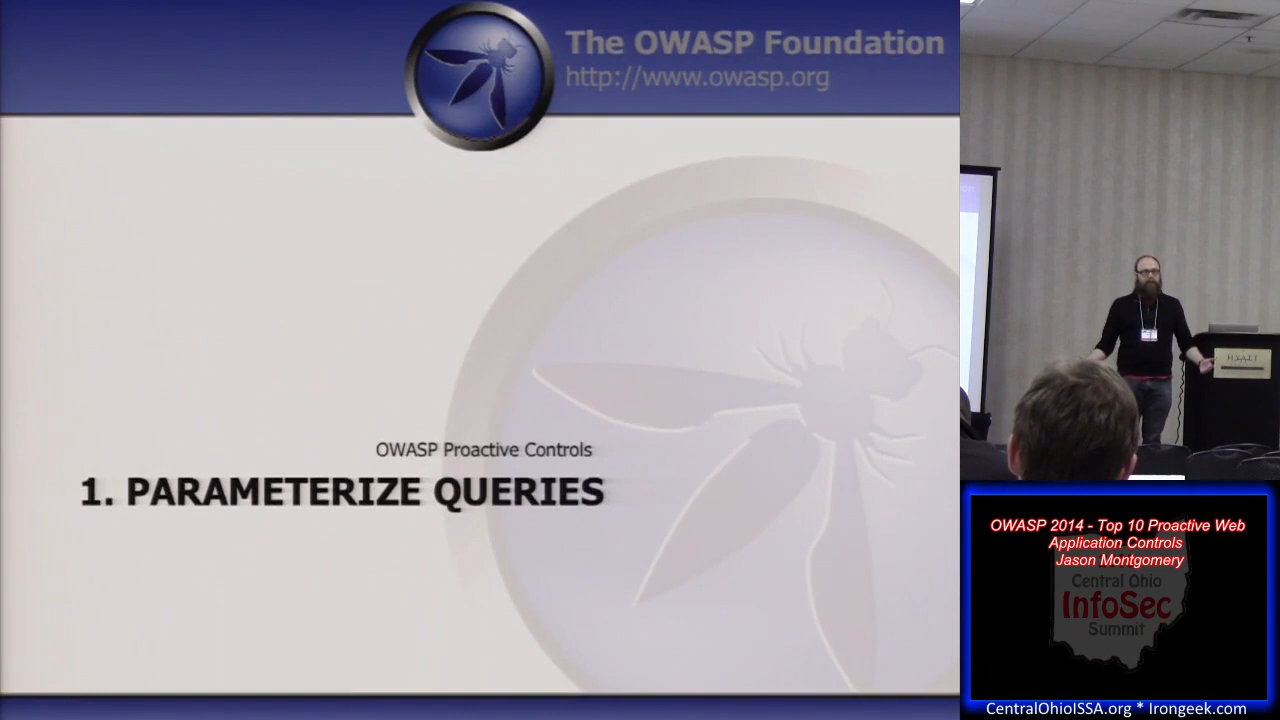 The OWASP Foundation
http://www.owasp.org
OWASP Proactive Controls
1. PARAMETERIZE QUERIES
HYATT
OWASP 2014 - Top 10 Proactive Web
Application Controls
Jason Montgomery
Central Ohio
InfoSec
Summit
CentralOhioISSA.org * Irongeek.com